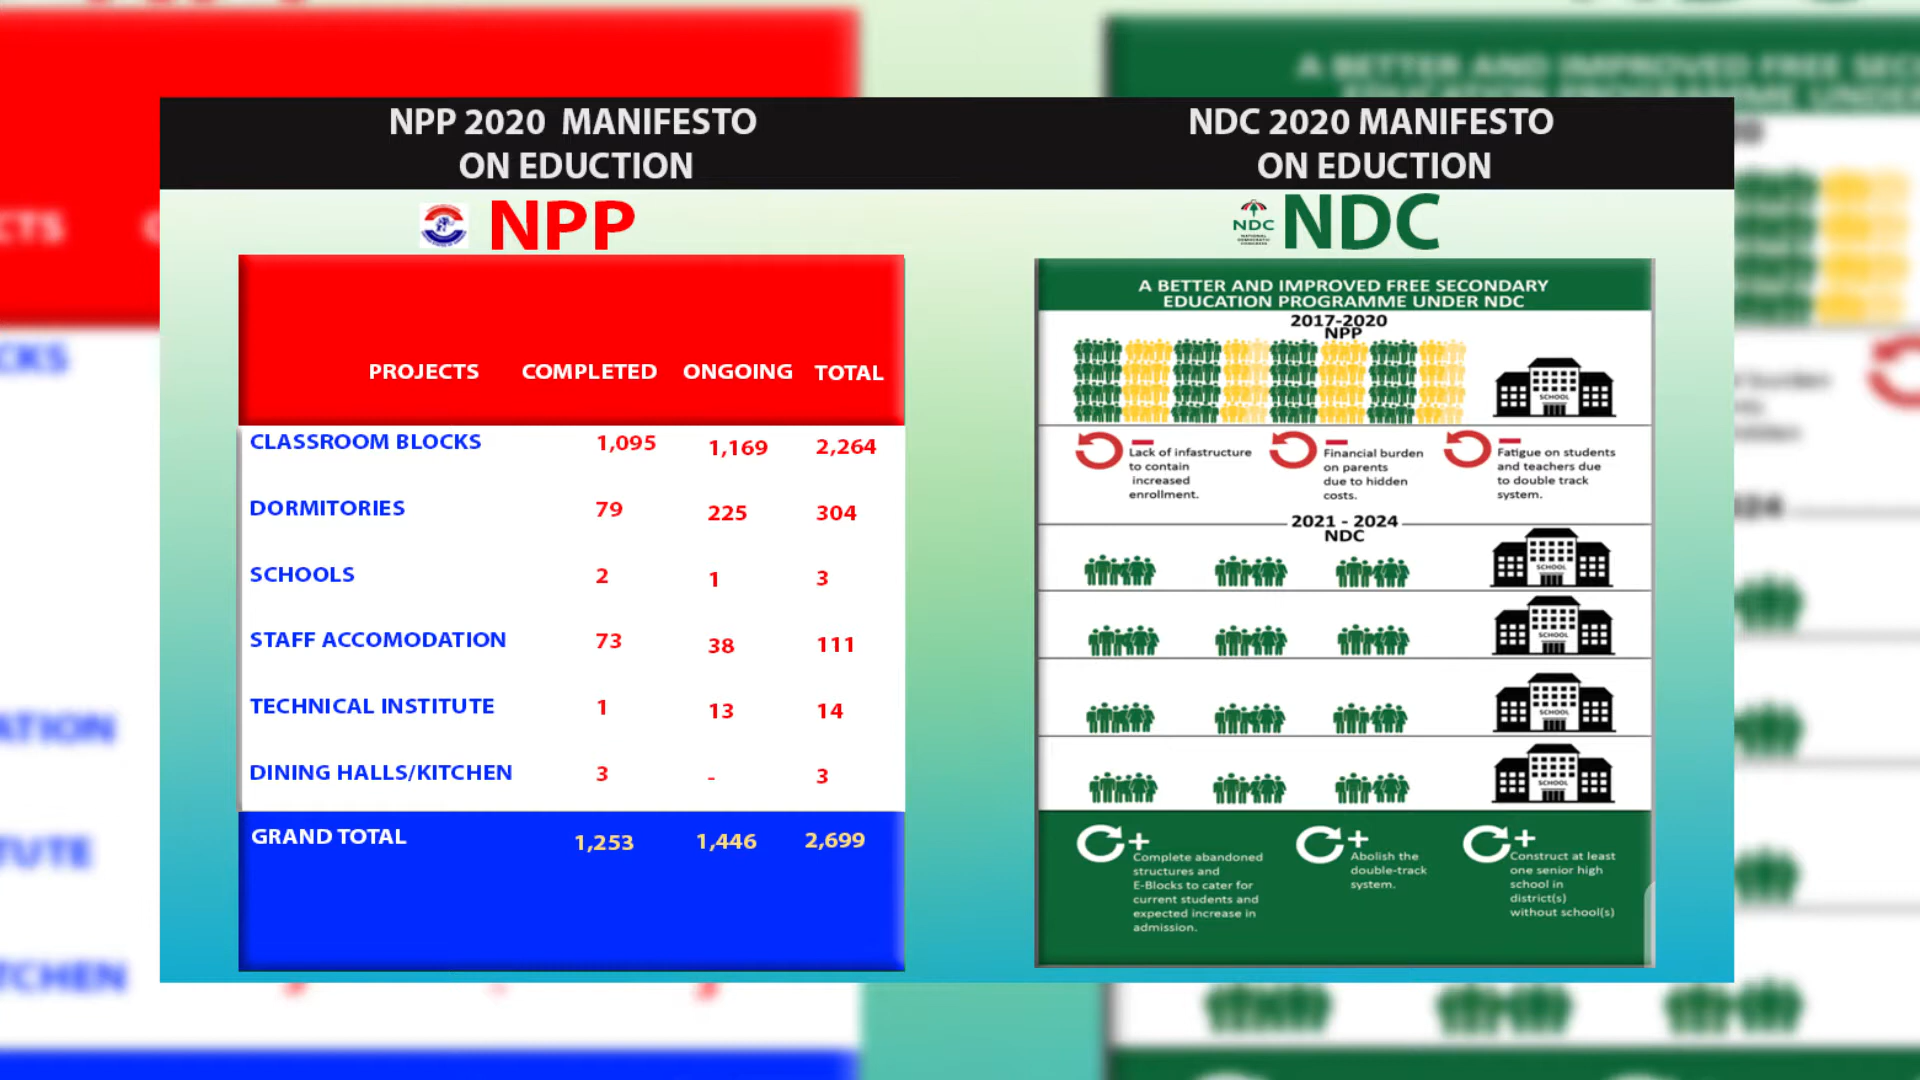 NPP 2020 MANIFESTO
ON EDUCTION
NDC 2020 MANIFESTO
ON EDUCTION
NPP
NDC
NDC
PROJECTS COMPLETED ONGOING TOTAL
CLASSROOM BLOCKS 1,095 1,169 2,264
DORMITORIES 79 225 304
SCHOOLS 2 1 3
STAFF ACCOMODATION 73 38 111
TECHNICAL INSTITUTE 1 13 14
DINING HALLS/KITCHEN 3 - 3
GRAND TOTAL 1,253 1,446 2,699
A BETTER AND IMPROVED FREE SECONDARY
EDUCATION PROGRAMME UNDER NDC
2017-2020
NPP
SCHOOL
Lack of infastructure
to contain
increased
enrollment.
Financial burden
on parents
due to hidden
costs.
Fatigue on students
and teachers due
to double track
system.
2021 - 2024
NDC
SCHOOL
SCHOOL
SCHOOL
SCHOOL
Complete abandoned
structures and
E-Blocks to cater for
current students and
expected increase in
admission.
Abolish the
double-track
system.
Construct at least
one senior high
school in
district(s)
without school(s)